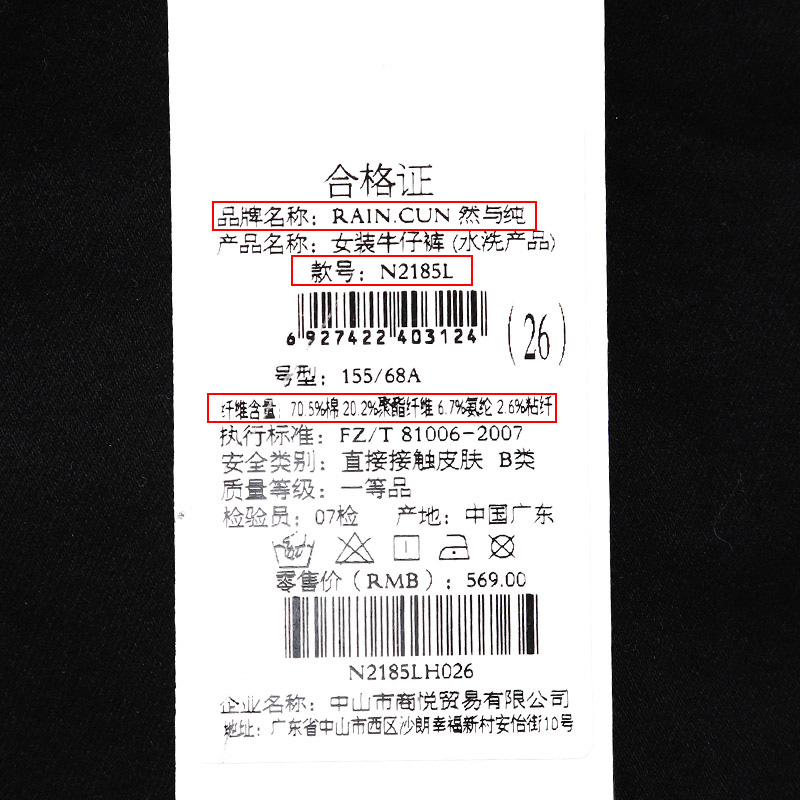 合格证
品牌名称：RAIN.CUN 然与纯
产品名称：女装牛仔裤(水洗产品)
款号：N2185L
6 927422 403124
(26)
号型：155/68A
纤维含量：70.5%棉 20.2%聚酯纤维 6.7%氨纶 2.6%粘纤
执行标准：FZ/T 81006-2007
安全类别：直接接触皮肤 B类
质量等级：一等品
检验员：07检 产地：中国广东
零售价（RMB）：569.00
N2185LH026
企业名称：中山市商悦贸易有限公司
地址：广东省中山市西区沙朗幸福新村安怡街10号